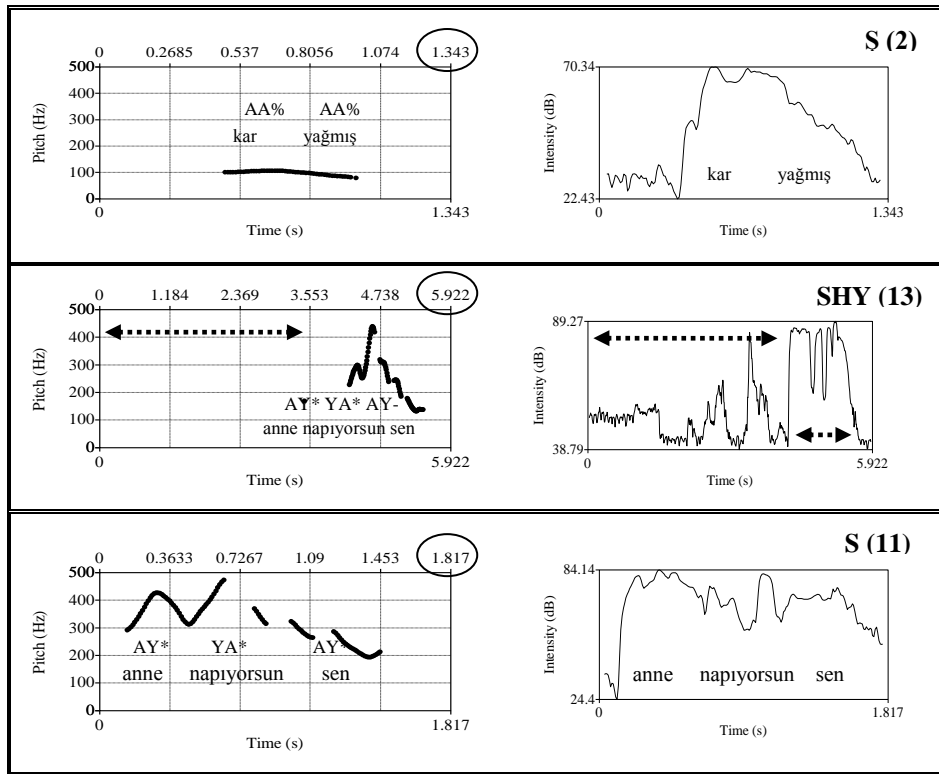 S (2)
0 0.2685 0.537 0.8056 1.074 1.343
500
400
300
200
100
0
Pitch (Hz)
AA% AA%
kar yağmış
0 1.343
Time (s)
70.34
22.43
Intensity (dB)
kar yağmış
0 1.343
Time (s)
SHY (13)
0 1.184 2.369 3.553 4.738 5.922
500
400
300
200
100
0
Pitch (Hz)
AY* YA* AY-
anne napıyorsun sen
0 5.922
Time (s)
89.27
38.79
Intensity (dB)
0 5.922
Time (s)
S (11)
0 0.3633 0.7267 1.09 1.453 1.817
500
400
300
200
100
0
Pitch (Hz)
AY* YA* AY*
anne napıyorsun sen
0 1.817
Time (s)
84.14
24.4
Intensity (dB)
anne napıyorsun sen
0 1.817
Time (s)